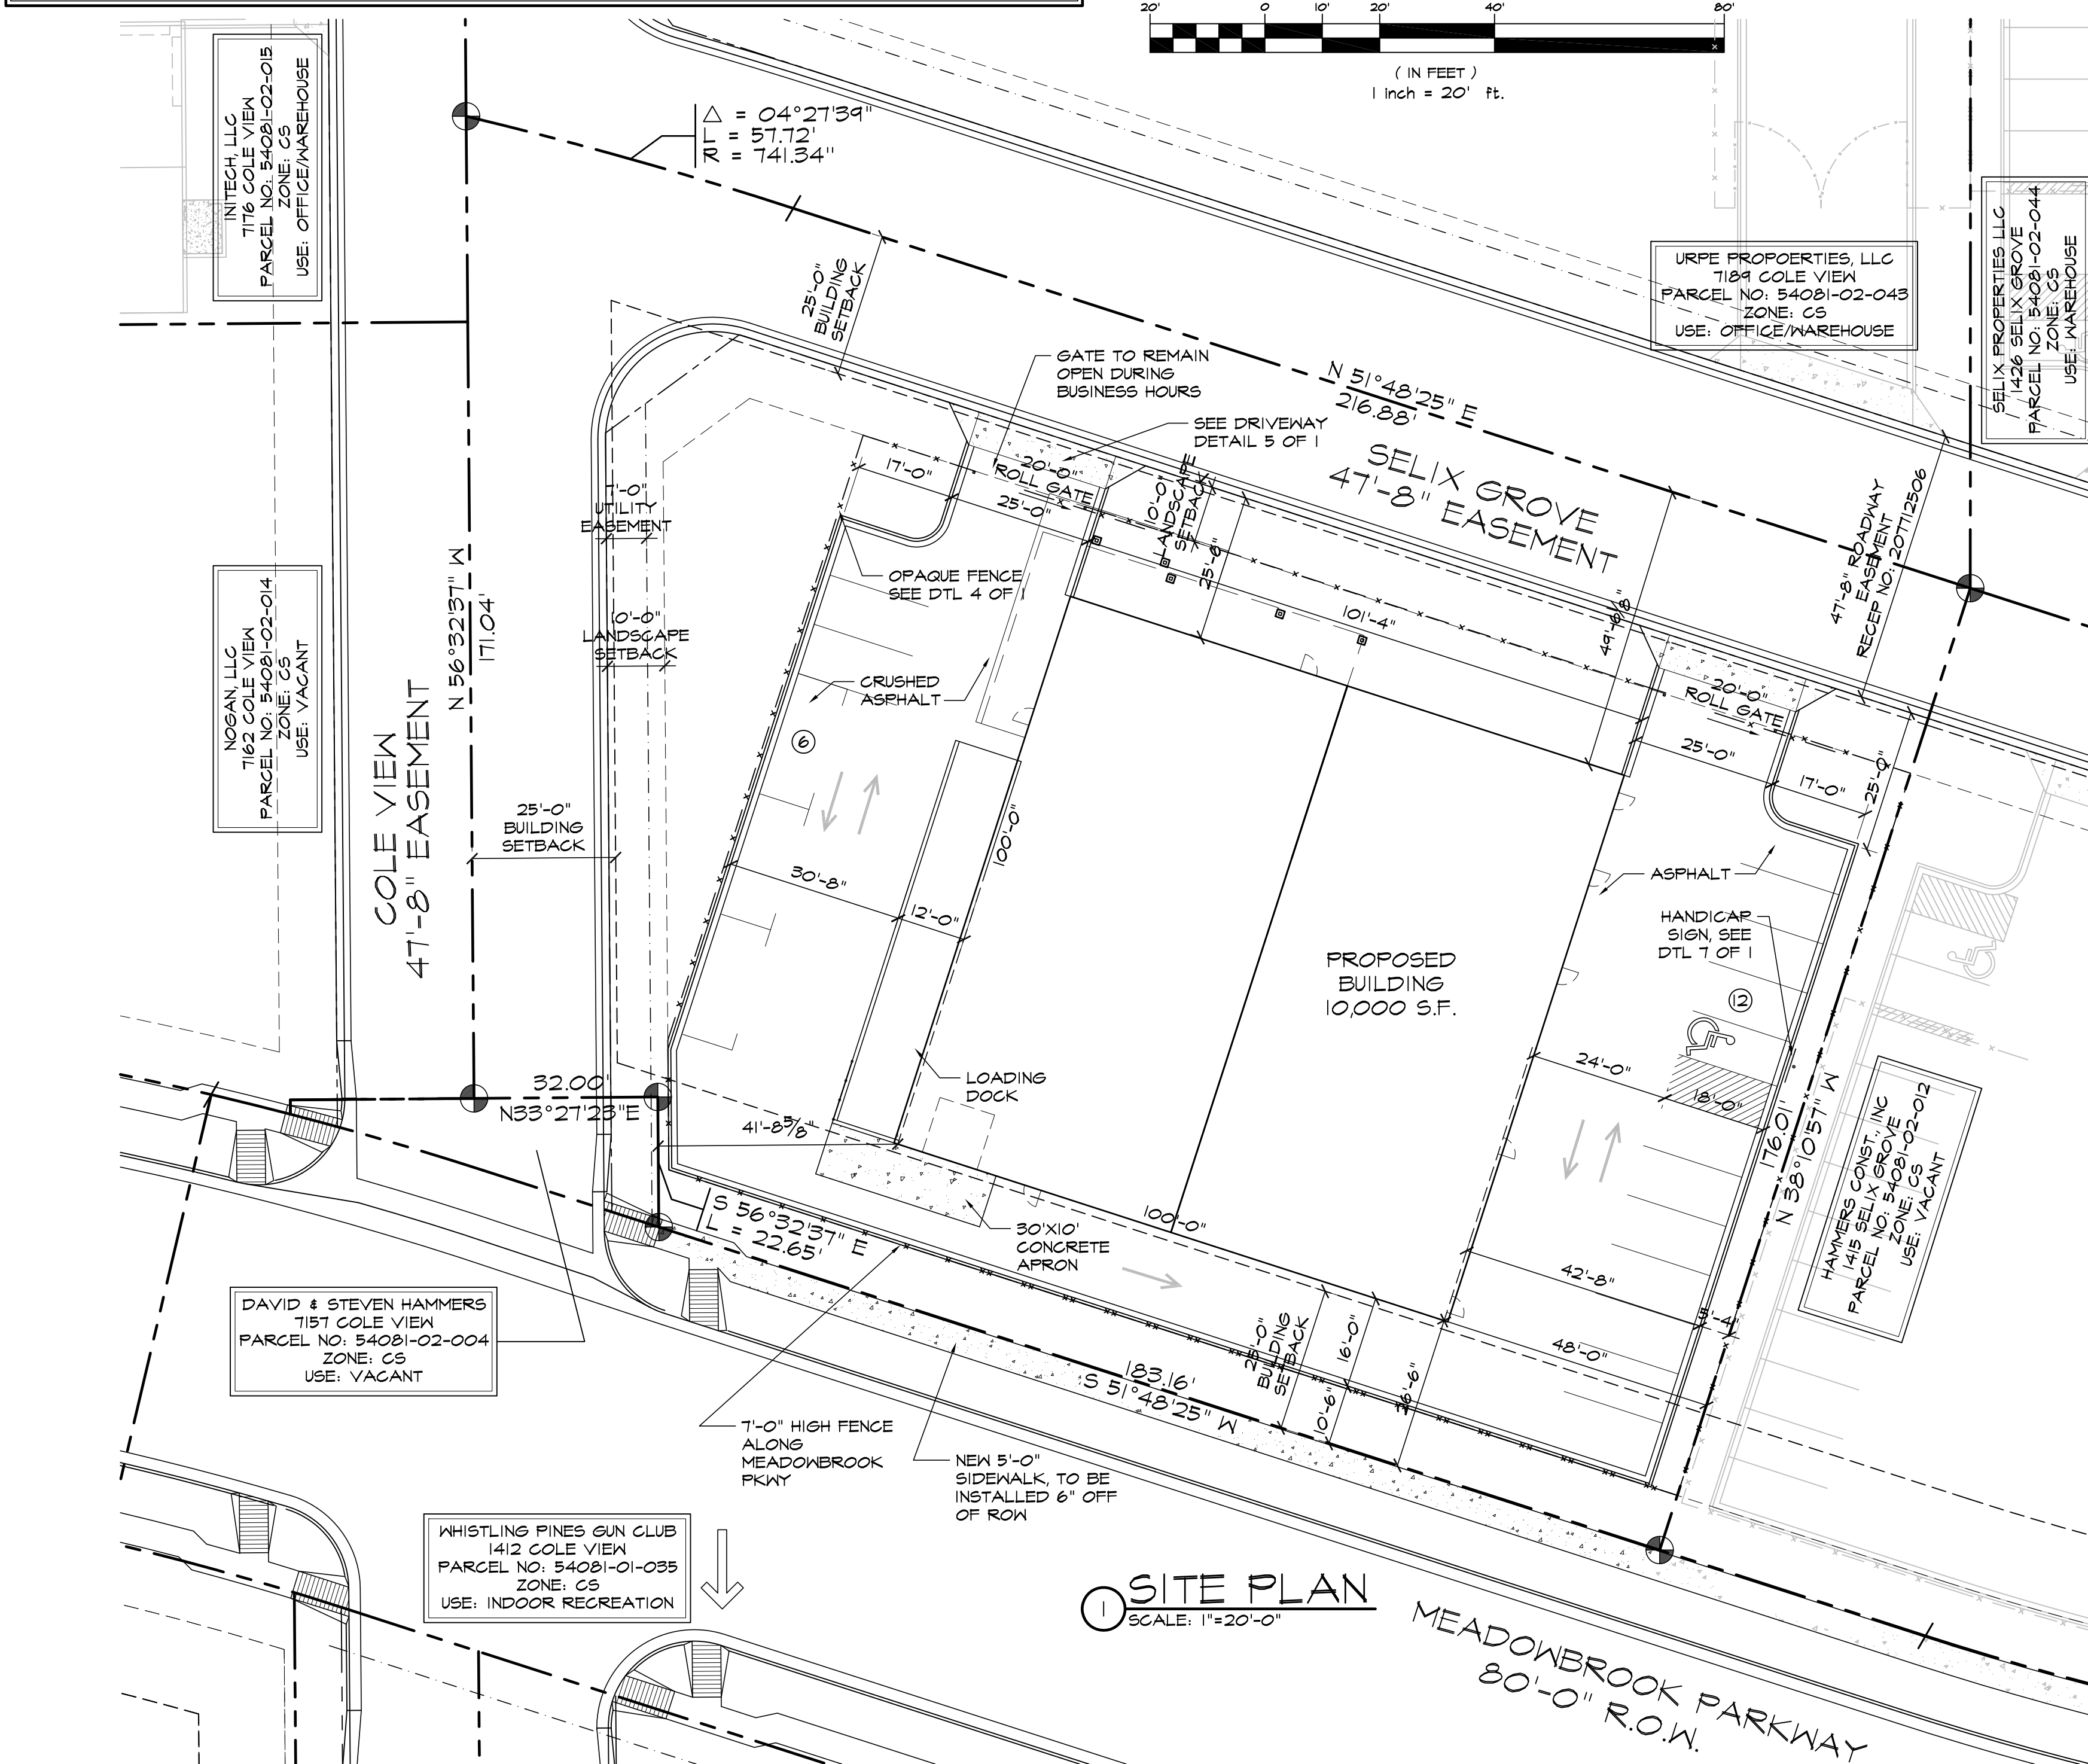 20' 0 10' 20' 40' 80'
( IN FEET )
1 inch = 20' ft.
INITECH, LLC
7176 COLE VIEW
PARCEL NO: 54081-02-015
ZONE: CS
USE: OFFICE/WAREHOUSE
△ = 04°27'39"
L = 57.72'
R = 741.34"
URPE PROPOERTIES, LLC
7189 COLE VIEW
PARCEL NO: 54081-02-043
ZONE: CS
USE: OFFICE/WAREHOUSE
SELIX PROPERTIES LLC
1426 SELIX GROVE
PARCEL NO: 54081-02-044
ZONE: CS
USE: WAREHOUSE
25'-0"
BUILDING
SETBACK
GATE TO REMAIN
OPEN DURING
BUSINESS HOURS
SEE DRIVEWAY
DETAIL 5 OF 1
N 51°48'25" E
216.88'
SELIX GROVE
47'-8" EASEMENT
47'-8" ROADWAY
EASEMENT
RECEP NO: 207712506
17'-0"
20'-0"
ROLL GATE
25'-0"
10'-0"
LANDSCAPE
SETBACK
25'-6"
7'-0"
UTILITY
EASEMENT
OPAQUE FENCE
SEE DTL 4 OF 1
10'-0"
LANDSCAPE
SETBACK
101'-4"
49'-6/8"
NOGAN, LLC
7162 COLE VIEW
PARCEL NO: 54081-02-014
ZONE: CS
USE: VACANT
N 56°32'37" W
171.04'
COLE VIEW
47'-8" EASEMENT
CRUSHED
ASPHALT
6
20'-0"
ROLL GATE
25'-0"
17'-0"
25'-0"
25'-0"
BUILDING
SETBACK
100'-0"
30'-8"
12'-0"
ASPHALT
HANDICAP
SIGN, SEE
DTL 7 OF 1
12
PROPOSED
BUILDING
10,000 S.F.
24'-0"
18'-0"
LOADING
DOCK
32.00'
N33°27'23"E
41'-8 5/8"
176.01'
N 38°10'57" W
HAMMERS CONST., INC
1415 SELIX GROVE
PARCEL NO: 54081-02-012
ZONE: CS
USE: VACANT
S 56°32'37" E
L = 22.65'
30'X10'
CONCRETE
APRON
100'-0"
42'-8"
5'-4"
48'-0"
DAVID & STEVEN HAMMERS
7157 COLE VIEW
PARCEL NO: 54081-02-004
ZONE: CS
USE: VACANT
25'-0"
BUILDING
SETBACK
16'-0"
10'-6"
26'-6"
183.16'
S 51°48'25" W
7'-0" HIGH FENCE
ALONG
MEADOWBROOK
PKWY
NEW 5'-0"
SIDEWALK, TO BE
INSTALLED 6" OFF
OF ROW
WHISTLING PINES GUN CLUB
1412 COLE VIEW
PARCEL NO: 54081-01-035
ZONE: CS
USE: INDOOR RECREATION
1
SITE PLAN
SCALE: 1"=20'-0"
MEADOWBROOK PARKWAY
80'-0" R.O.W.